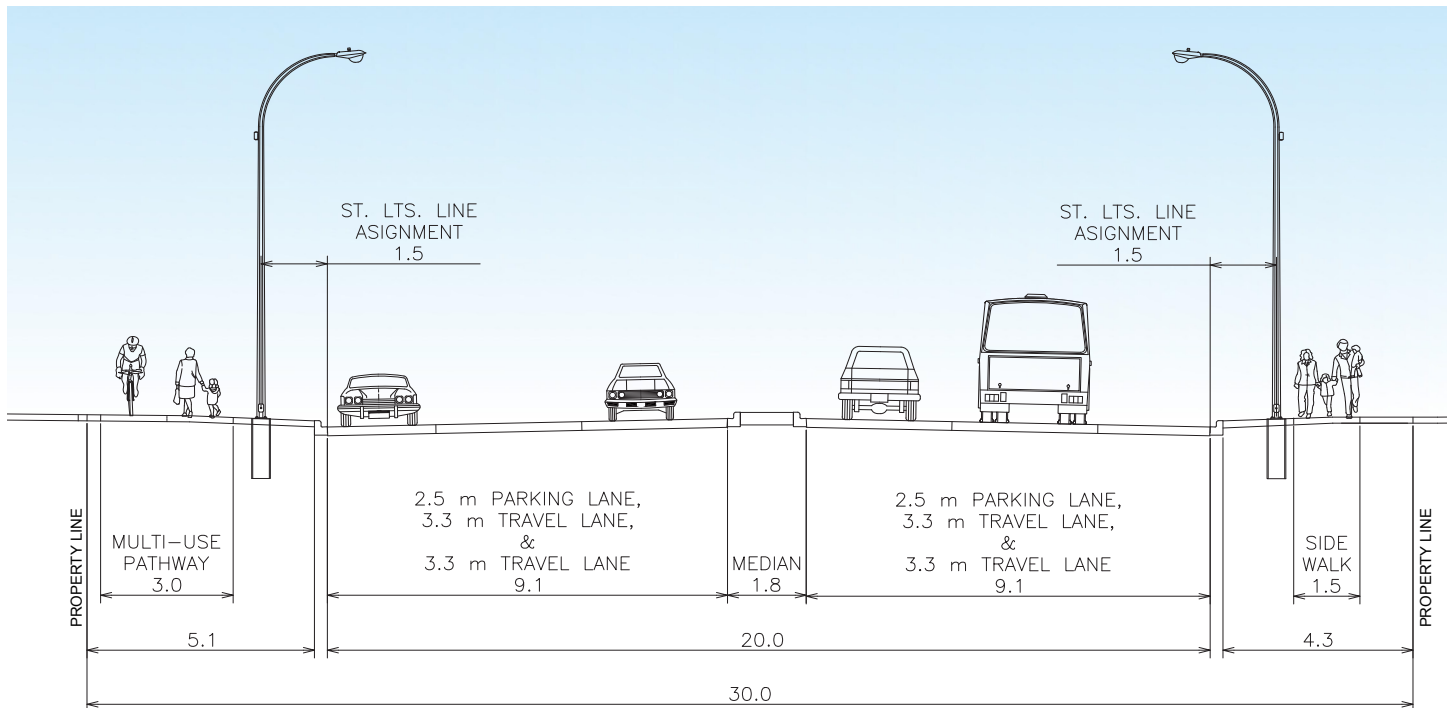 ST. LTS. LINE
ASIGNMENT
1.5
ST. LTS. LINE
ASIGNMENT
1.5
PROPERTY LINE
MULTI-USE
PATHWAY
3.0
2.5 m PARKING LANE,
3.3 m TRAVEL LANE,
&
3.3 m TRAVEL LANE
9.1
MEDIAN
1.8
2.5 m PARKING LANE,
3.3 m TRAVEL LANE,
&
3.3 m TRAVEL LANE
9.1
SIDE
WALK
1.5
PROPERTY LINE
5.1
20.0
4.3
30.0